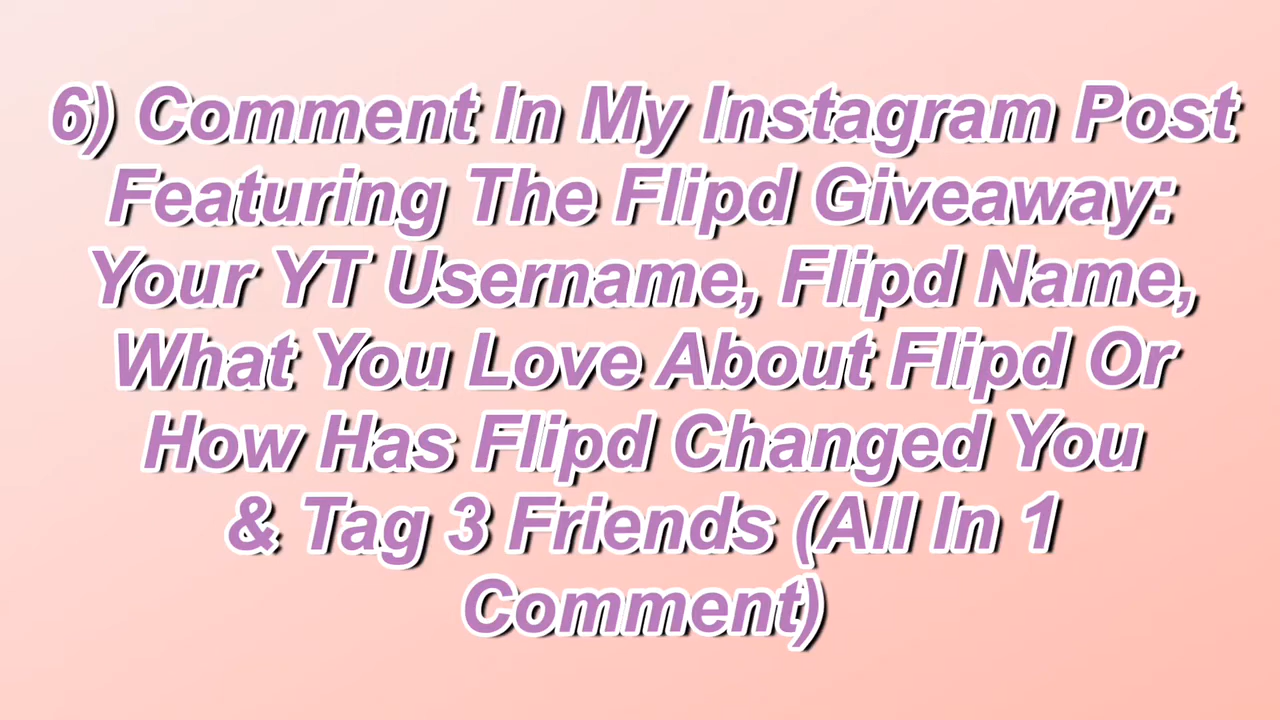 6) Comment In My Instagram Post
Featuring The Flipd Giveaway:
Your YT Username, Flipd Name,
What You Love About Flipd Or
How Has Flipd Changed You
& Tag 3 Friends (All In 1
Comment)